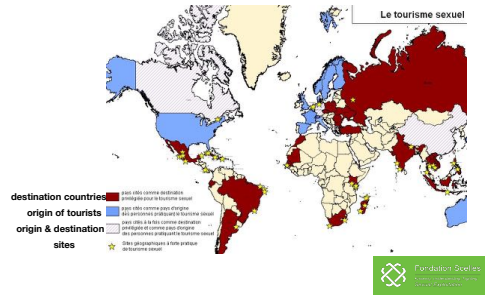 Le tourisme sexuel
destination countries
pays cités comme destination
privilégiée pour le tourisme sexuel
origin of tourists
pays cités comme pays d'origine
des personnes pratiquant le tourisme sexuel
origin & destination
pays cités à la fois comme destination
privilégiée et comme pays d'origine
des personnes pratiquant le tourisme sexuel
sites
Sites géographiques à forte pratique
de tourisme sexuel
Fondation Scelles